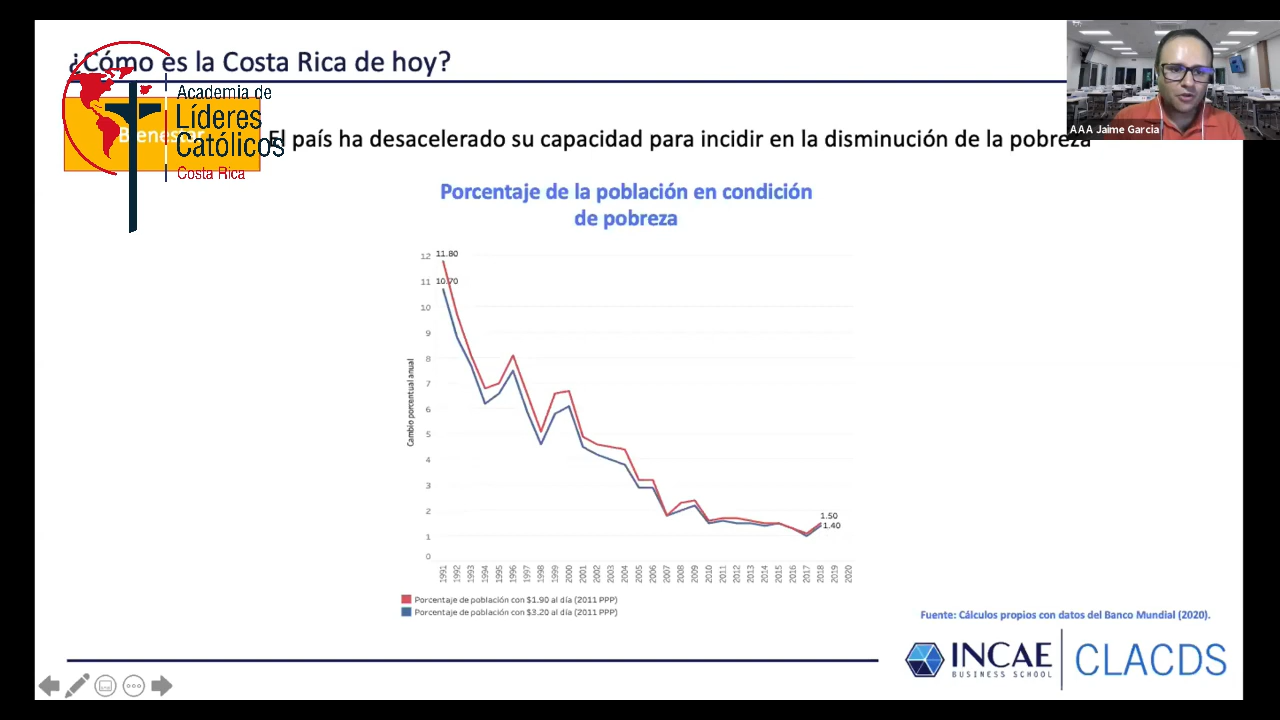 ¿Cómo es la Costa Rica de hoy?
AAA Jaime Garcia
Academia de
Líderes
Católicos
Costa Rica
Bienestar
El país ha desacelerado su capacidad para incidir en la disminución de la pobreza
Porcentaje de la población en condición
de pobreza
Cambio porcentual anual
12
11
10
9
8
7
6
5
4
3
2
1
0
11.80
10.70
1.50
1.40
1991
1992
1993
1994
1995
1996
1997
1998
1999
2000
2001
2002
2003
2004
2005
2006
2007
2008
2009
2010
2011
2012
2013
2014
2015
2016
2017
2018
2019
2020
Porcentaje de población con $1.90 al día (2011 PPP)
Porcentaje de población con $3.20 al día (2011 PPP)
Fuente: Cálculos propios con datos del Banco Mundial (2020).
INCAE
BUSINESS SCHOOL
CLACDS